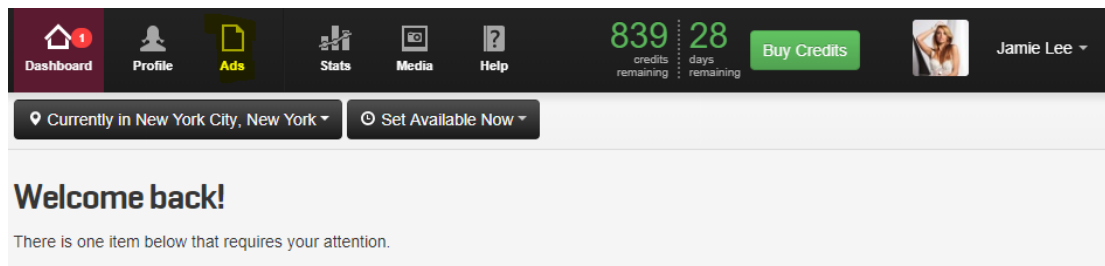 1
Dashboard Profile Ads Stats Media Help
839 credits remaining
28 days remaining
Buy Credits
Jamie Lee
Currently in New York City, New York
Set Available Now
Welcome back!
There is one item below that requires your attention.